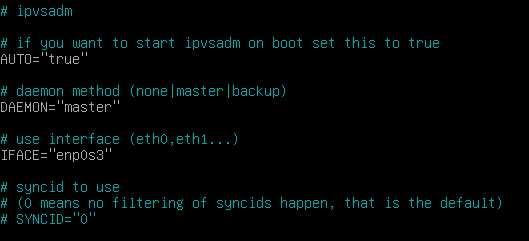 # ipvsadm
# if you want to start ipvsadm on boot set this to true
AUTO="true"
# daemon method (none|master|backup)
DAEMON="master"
# use interface (eth0,eth1...)
IFACE="enp0s3"
# syncid to use
# (0 means no filtering of syncids happen, that is the default)
# SYNCID="0"